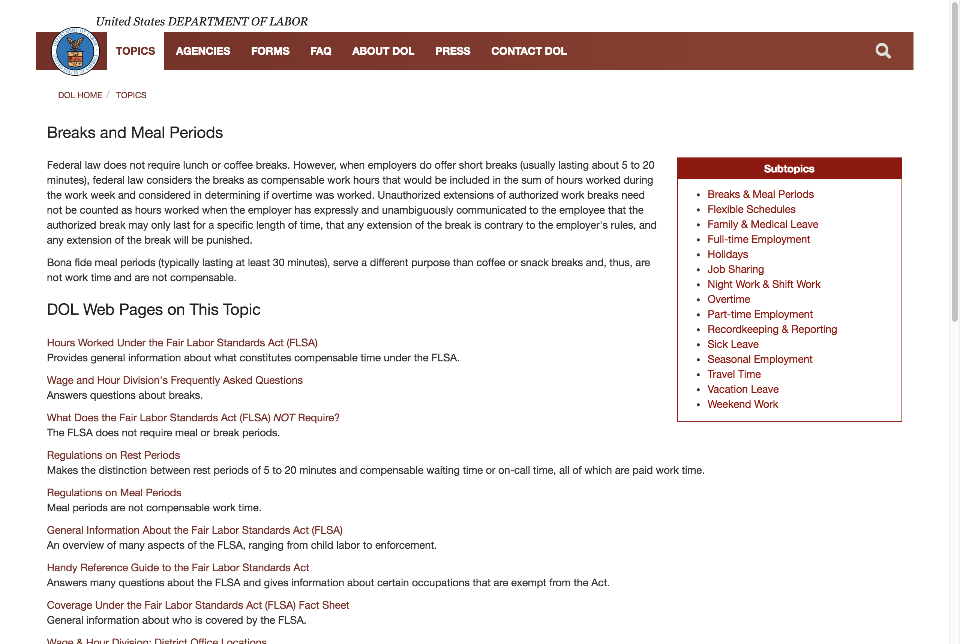 United States DEPARTMENT OF LABOR
TOPICS AGENCIES FORMS FAQ ABOUT DOL PRESS CONTACT DOL
DOL HOME / TOPICS
Breaks and Meal Periods
Federal law does not require lunch or coffee breaks. However, when employers do offer short breaks (usually lasting about 5 to 20
minutes), federal law considers the breaks as compensable work hours that would be included in the sum of hours worked during
the work week and considered in determining if overtime was worked. Unauthorized extensions of authorized work breaks need
not be counted as hours worked when the employer has expressly and unambiguously communicated to the employee that the
authorized break may only last for a specific length of time, that any extension of the break is contrary to the employer's rules, and
any extension of the break will be punished.
Bona fide meal periods (typically lasting at least 30 minutes), serve a different purpose than coffee or snack breaks and, thus, are
not work time and are not compensable.
DOL Web Pages on This Topic
Hours Worked Under the Fair Labor Standards Act (FLSA)
Provides general information about what constitutes compensable time under the FLSA.
Wage and Hour Division's Frequently Asked Questions
Answers questions about breaks.
What Does the Fair Labor Standards Act (FLSA) NOT Require?
The FLSA does not require meal or break periods.
Regulations on Rest Periods
Makes the distinction between rest periods of 5 to 20 minutes and compensable waiting time or on-call time, all of which are paid work time.
Regulations on Meal Periods
Meal periods are not compensable work time.
General Information About the Fair Labor Standards Act (FLSA)
An overview of many aspects of the FLSA, ranging from child labor to enforcement.
Handy Reference Guide to the Fair Labor Standards Act
Answers many questions about the FLSA and gives information about certain occupations that are exempt from the Act.
Coverage Under the Fair Labor Standards Act (FLSA) Fact Sheet
General information about who is covered by the FLSA.
Wage & Hour Division: District Office Locations
Subtopics
• Breaks & Meal Periods
• Flexible Schedules
• Family & Medical Leave
• Full-time Employment
• Holidays
• Job Sharing
• Night Work & Shift Work
• Overtime
• Part-time Employment
• Recordkeeping & Reporting
• Sick Leave
• Seasonal Employment
• Travel Time
• Vacation Leave
• Weekend Work